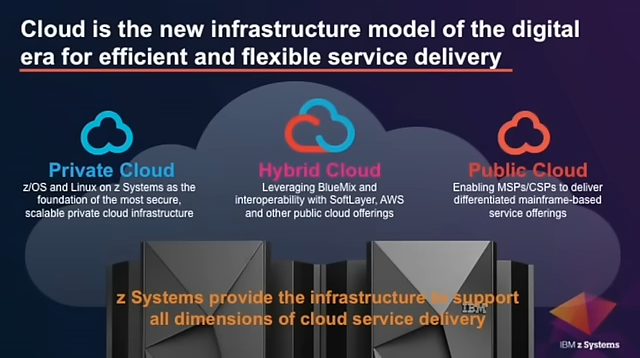 Cloud is the new infrastructure model of the digital
era for efficient and flexible service delivery
Private Cloud
z/OS and Linux on z Systems as the
foundation of the most secure,
scalable private cloud infrastructure
Hybrid Cloud
Leveraging BlueMix and
interoperability with SoftLayer, AWS
and other public cloud offerings
Public Cloud
Enabling MSPs/CSPs to deliver
differentiated mainframe-based
service offerings
z Systems provide the infrastructure to support
all dimensions of cloud service delivery
IBM
IBM z Systems